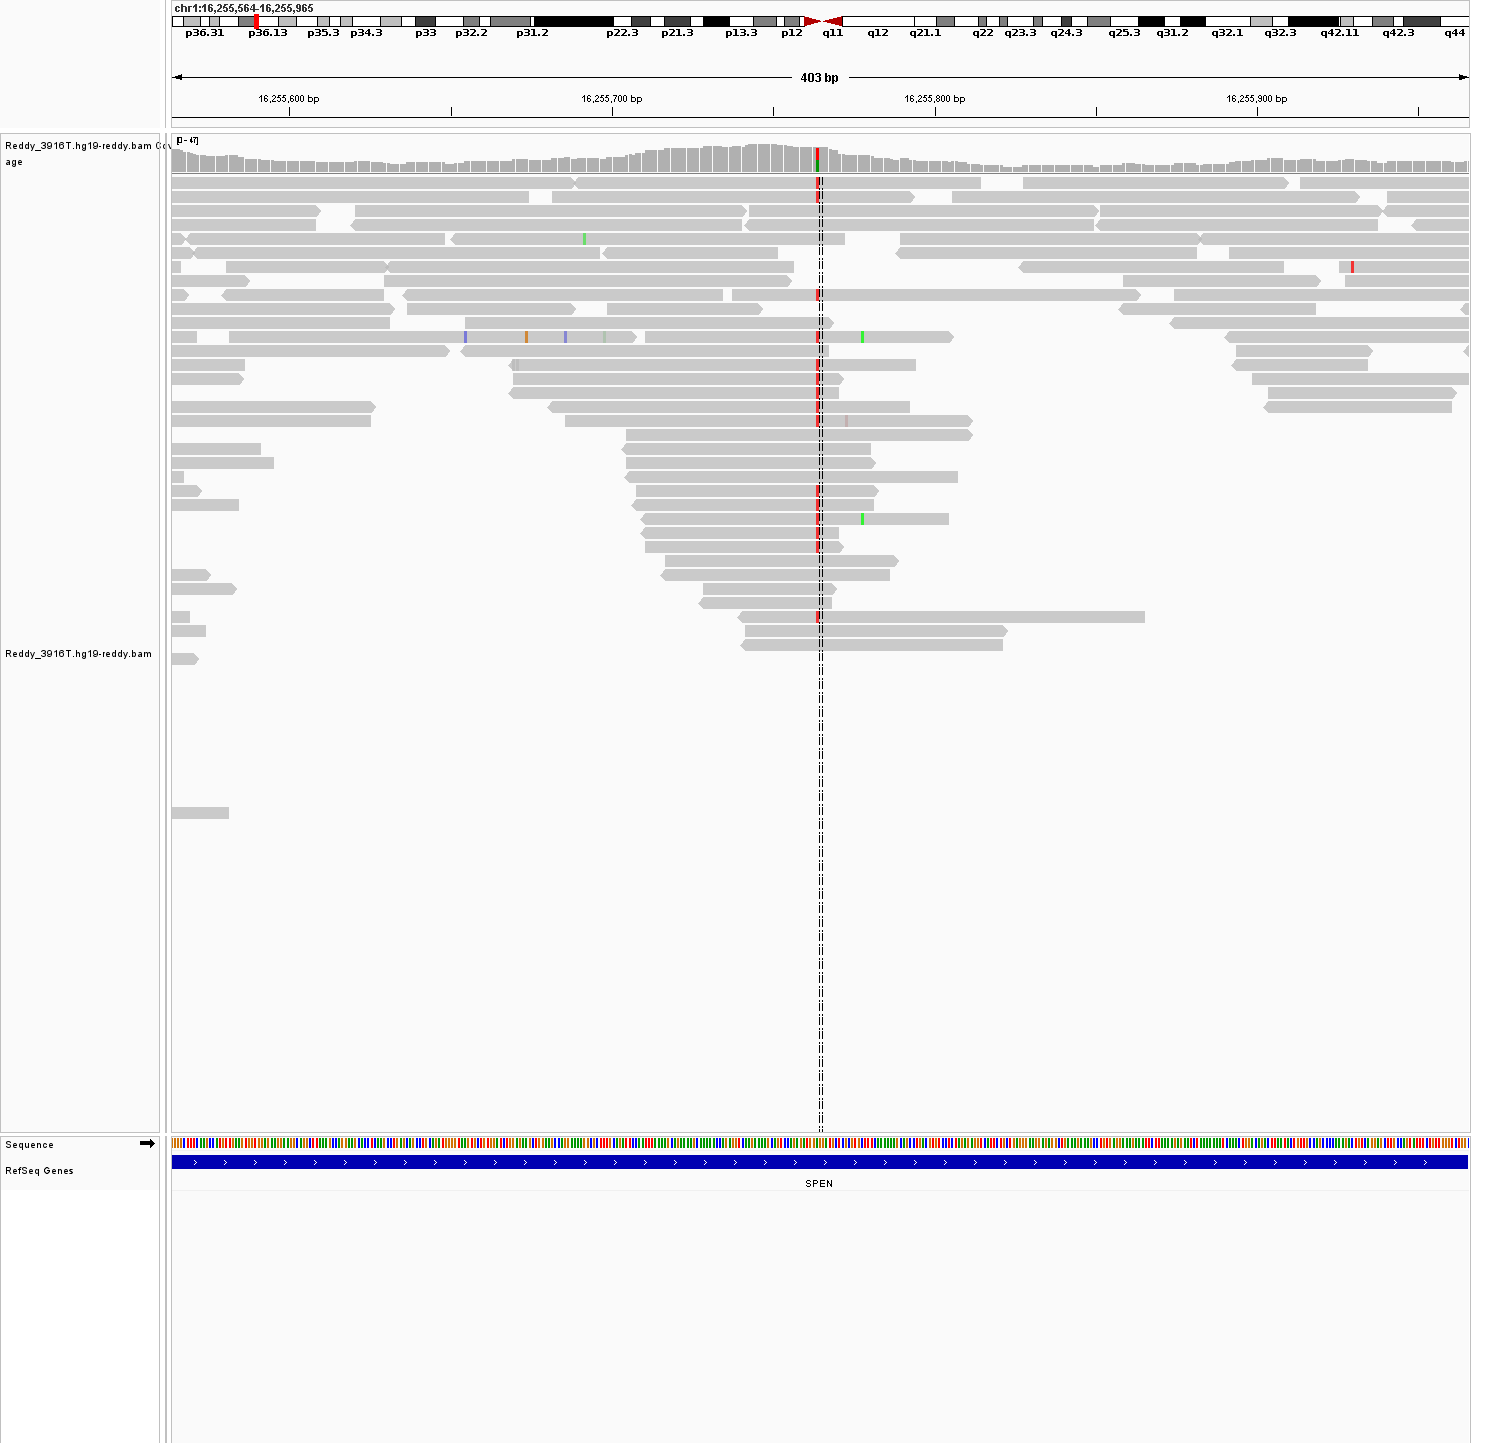 chr1:16,255,564-16,255,965
p36.31 p36.13 p35.3 p34.3 p33 p32.2 p31.2 p22.3 p21.3 p13.3 p12 q11 q12 q21.1 q22 q23.3 q24.3 q25.3 q31.2 q32.1 q32.3 q42.11 q42.3 q44
403 bp
16,255,600 bp 16,255,700 bp 16,255,800 bp 16,255,900 bp
[0 - 47]
Reddy_3916T.hg19-reddy.bam Cov
age
Reddy_3916T.hg19-reddy.bam
Sequence
RefSeq Genes
SPEN